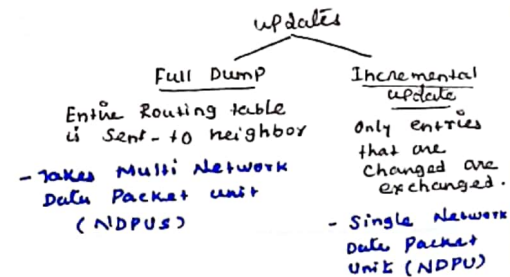 updates
Full Dump
Entire Routing table
is sent - to neighbor
- Takes Multi Network
Data Packet unit
(NDPUs)
Incremental
update
Only entries
that are
changed are
exchanged.
- Single Network
Data Packet
Unit (NDPU)